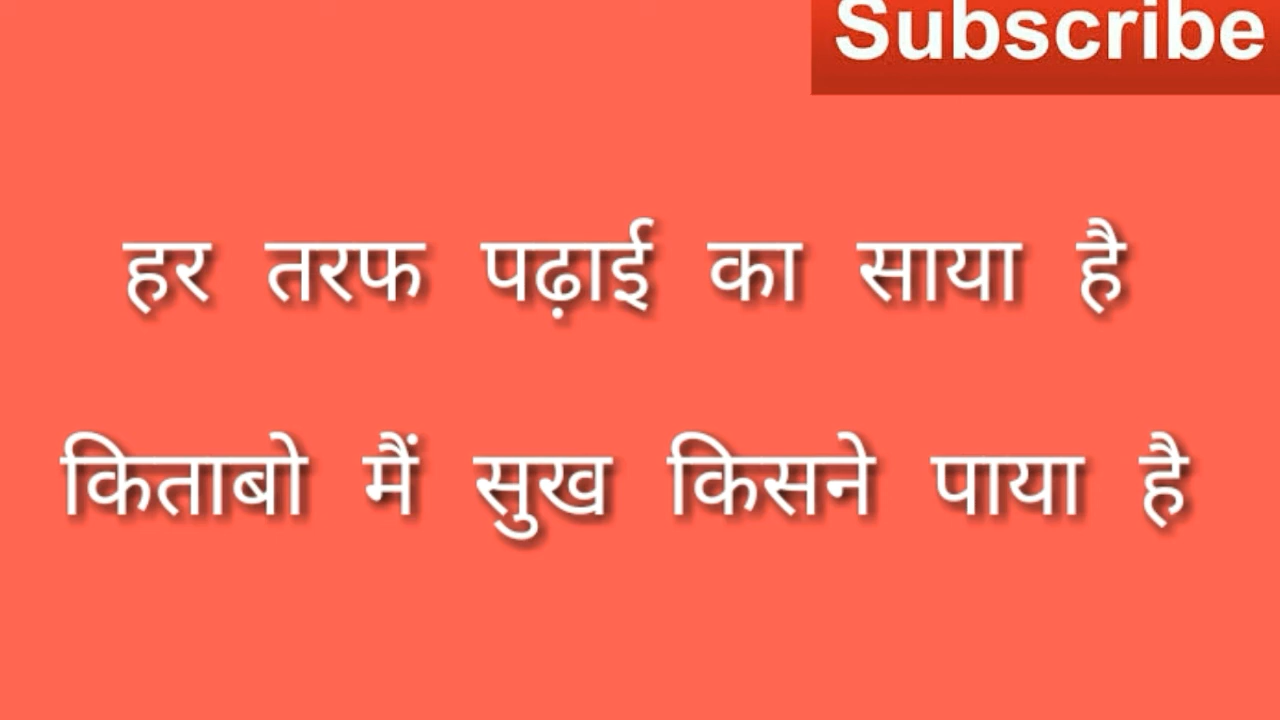 Subscribe
हर तरफ पढ़ाई का साया है
किताबो मैं सुख किसने पाया है